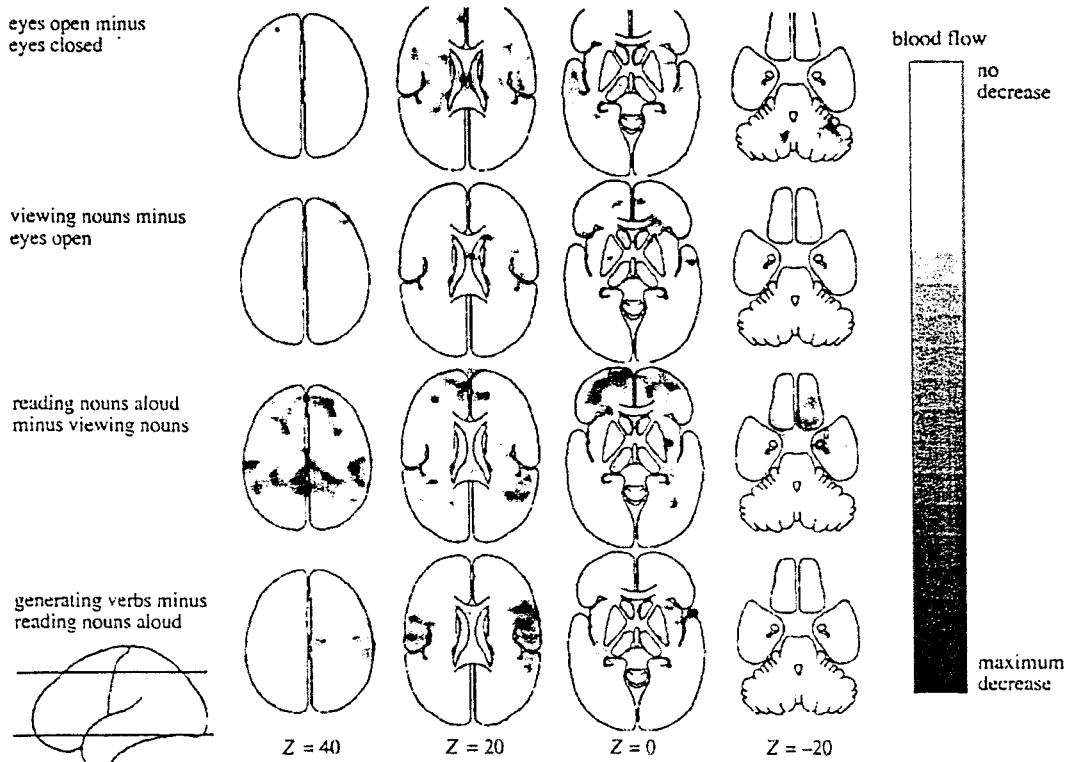 eyes open minus
eyes closed
blood flow
no
decrease
viewing nouns minus
eyes open
reading nouns aloud
minus viewing nouns
generating verbs minus
reading nouns aloud
maximum
decrease
Z = 40
Z = 20
Z = 0
Z = –20